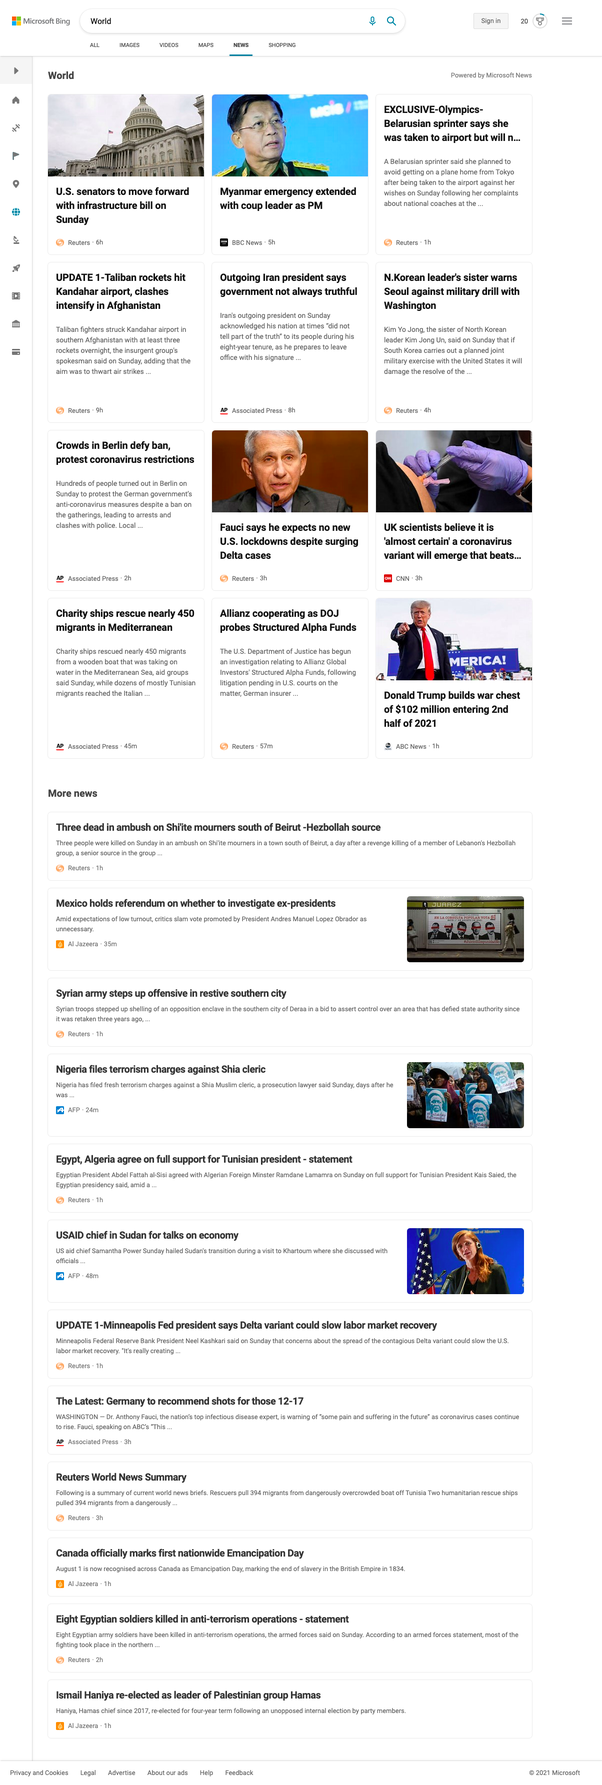 Microsoft Bing
World
Sign in
20
ALL IMAGES VIDEOS MAPS NEWS SHOPPING
World
Powered by Microsoft News
U.S. senators to move forward
with infrastructure bill on
Sunday
Reuters · 6h
Myanmar emergency extended
with coup leader as PM
BBC News · 5h
EXCLUSIVE-Olympics-
Belarusian sprinter says she
was taken to airport but will n...
A Belarusian sprinter said she planned to
avoid getting on a plane home from Tokyo
after being taken to the airport against her
wishes on Sunday following her complaints
about national coaches at the ...
Reuters · 1h
UPDATE 1-Taliban rockets hit
Kandahar airport, clashes
intensify in Afghanistan
Taliban fighters struck Kandahar airport in
southern Afghanistan with at least three
rockets overnight, the insurgent group's
spokesman said on Sunday, adding that the
aim was to thwart air strikes ...
Reuters · 9h
Outgoing Iran president says
government not always truthful
Iran's outgoing president on Sunday
acknowledged his nation at times "did not
tell part of the truth" to its people during his
eight-year tenure, as he prepares to leave
office with his signature ...
AP Associated Press · 8h
N.Korean leader's sister warns
Seoul against military drill with
Washington
Kim Yo Jong, the sister of North Korean
leader Kim Jong Un, said on Sunday that if
South Korea carries out a planned joint
military exercise with the United States it will
damage the resolve of the ...
Reuters · 4h
Crowds in Berlin defy ban,
protest coronavirus restrictions
Hundreds of people turned out in Berlin on
Sunday to protest the German government's
anti-coronavirus measures despite a ban on
the gatherings, leading to arrests and
clashes with police. Local ...
AP Associated Press · 2h
Fauci says he expects no new
U.S. lockdowns despite surging
Delta cases
Reuters · 3h
UK scientists believe it is
'almost certain' a coronavirus
variant will emerge that beats...
CNN · 3h
Charity ships rescue nearly 450
migrants in Mediterranean
Charity ships rescued nearly 450 migrants
from a wooden boat that was taking on
water in the Mediterranean Sea, aid groups
said Sunday, while dozens of mostly Tunisian
migrants reached the Italian ...
AP Associated Press · 45m
Allianz cooperating as DOJ
probes Structured Alpha Funds
The U.S. Department of Justice has begun
an investigation relating to Allianz Global
Investors' Structured Alpha Funds, following
litigation pending in U.S. courts on the
matter, German insurer ...
Reuters · 57m
MERICA!
Donald Trump builds war chest
of $102 million entering 2nd
half of 2021
ABC News · 1h
More news
Three dead in ambush on Shi'ite mourners south of Beirut -Hezbollah source
Three people were killed on Sunday in an ambush on Shi'ite mourners in a town south of Beirut, a day after a revenge killing of a member of Lebanon's Hezbollah
group, a senior source in the group ...
Reuters · 1h
Mexico holds referendum on whether to investigate ex-presidents
Amid expectations of low turnout, critics slam vote promoted by President Andres Manuel Lopez Obrador as
unnecessary.
Al Jazeera · 35m
JUAREZ
Syrian army steps up offensive in restive southern city
Syrian troops stepped up shelling of an opposition enclave in the southern city of Deraa in a bid to assert control over an area that has defied state authority since
it was retaken three years ago, ...
Reuters · 1h
Nigeria files terrorism charges against Shia cleric
Nigeria has filed fresh terrorism charges against a Shia Muslim cleric, a prosecution lawyer said Sunday, days after he
was ...
AFP · 24m
Egypt, Algeria agree on full support for Tunisian president - statement
Egyptian President Abdel Fattah al-Sisi agreed with Algerian Foreign Minster Ramdane Lamamra on Sunday on full support for Tunisian President Kais Saied, the
Egyptian presidency said, amid a ...
Reuters · 1h
USAID chief in Sudan for talks on economy
US aid chief Samantha Power Sunday hailed Sudan's transition during a visit to Khartoum where she discussed with
officials ...
AFP · 48m
UPDATE 1-Minneapolis Fed president says Delta variant could slow labor market recovery
Minneapolis Federal Reserve Bank President Neel Kashkari said on Sunday that concerns about the spread of the contagious Delta variant could slow the U.S.
labor market recovery. "It's really creating ...
Reuters · 1h
The Latest: Germany to recommend shots for those 12-17
WASHINGTON — Dr. Anthony Fauci, the nation's top infectious disease expert, is warning of "some pain and suffering in the future" as coronavirus cases continue
to rise. Fauci, speaking on ABC's "This ...
AP Associated Press · 3h
Reuters World News Summary
Following is a summary of current world news briefs. Rescuers pull 394 migrants from dangerously overcrowded boat off Tunisia Two humanitarian rescue ships
pulled 394 migrants from a dangerously ...
Reuters · 3h
Canada officially marks first nationwide Emancipation Day
August 1 is now recognised across Canada as Emancipation Day, marking the end of slavery in the British Empire in 1834.
Al Jazeera · 1h
Eight Egyptian soldiers killed in anti-terrorism operations - statement
Eight Egyptian army soldiers have been killed in anti-terrorism operations, the armed forces said on Sunday. According to an armed forces statement, most of the
fighting took place in the northern ...
Reuters · 2h
Ismail Haniya re-elected as leader of Palestinian group Hamas
Haniya, Hamas chief since 2017, re-elected for four-year term following an unopposed internal election by party members.
Al Jazeera · 1h
Privacy and Cookies Legal Advertise About our ads Help Feedback
© 2021 Microsoft